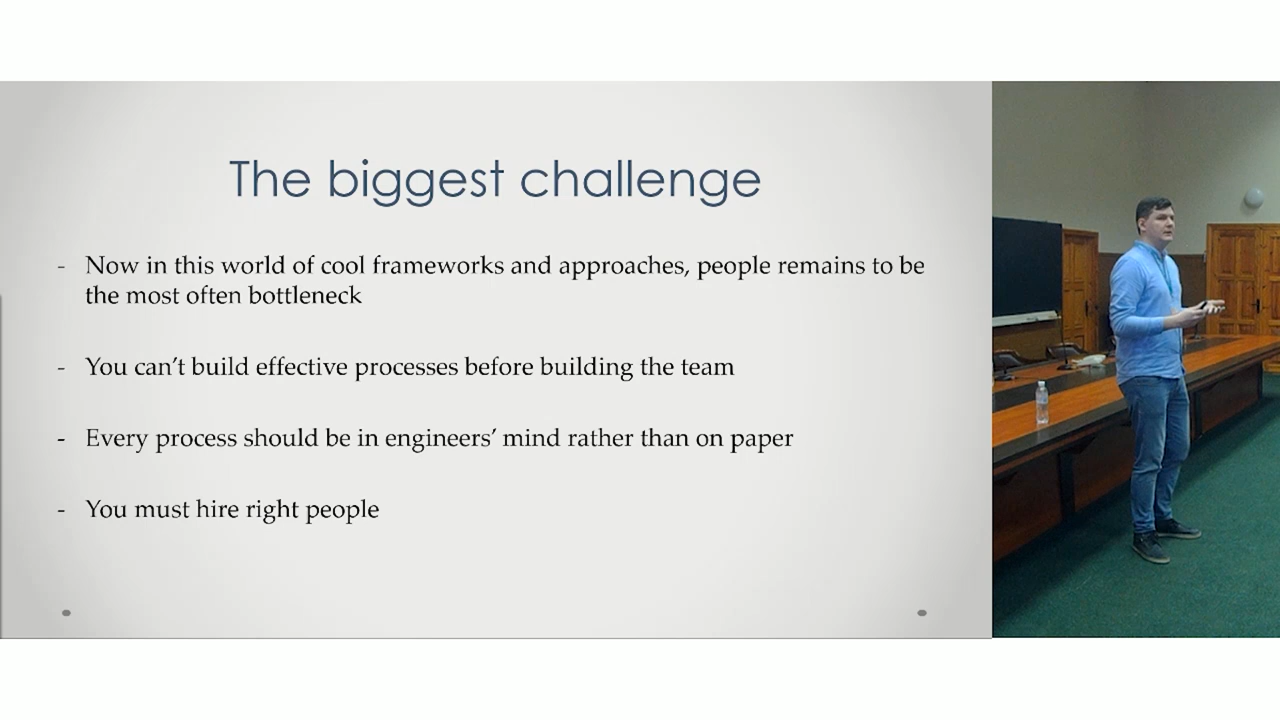 The biggest challenge
- Now in this world of cool frameworks and approaches, people remains to be
the most often bottleneck
- You can't build effective processes before building the team
- Every process should be in engineers’ mind rather than on paper
- You must hire right people